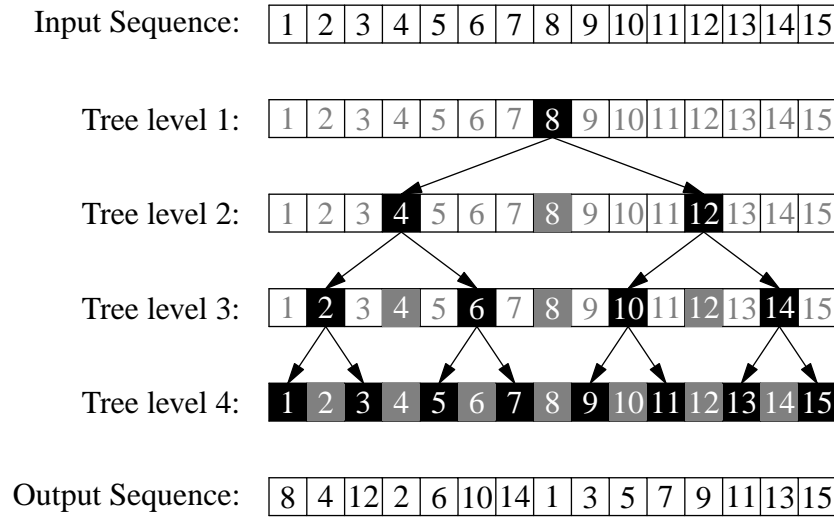 Input Sequence: 1 2 3 4 5 6 7 8 9 10 11 12 13 14 15
Tree level 1: 1 2 3 4 5 6 7 8 9 10 11 12 13 14 15
Tree level 2: 1 2 3 4 5 6 7 8 9 10 11 12 13 14 15
Tree level 3: 1 2 3 4 5 6 7 8 9 10 11 12 13 14 15
Tree level 4: 1 2 3 4 5 6 7 8 9 10 11 12 13 14 15
Output Sequence: 8 4 12 2 6 10 14 1 3 5 7 9 11 13 15